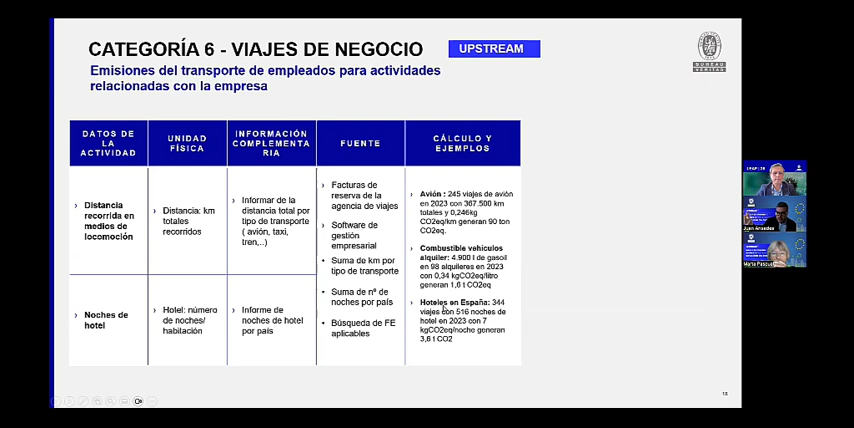 CATEGORÍA 6 - VIAJES DE NEGOCIO
UPSTREAM
Emisiones del transporte de empleados para actividades
relacionadas con la empresa
BUREAU
VERITAS
DATOS DE
LA
ACTIVIDAD
UNIDAD
FÍSICA
INFORMACIÓN
COMPLEMENTA
RIA
FUENTE
CÁLCULO Y
EJEMPLOS
› Distancia
recorrida en
medios de
locomoción
› Distancia: km
totales
recorridos
› Informar de la
distancia total por
tipo de transporte
( avión, taxi,
tren,..)
› Facturas de
reserva de la
agencia de viajes
› Software de
gestión
empresarial
• Suma de km por
tipo de transporte
› Avión : 245 viajes de avión
en 2023 con 367.500 km
totales y 0,246kg
CO2eq/km generan 90 ton
CO2eq.
› Combustible vehículos
alquiler: 4.900 l de gasoil
en 98 alquileres en 2023
con 0,34 kgCO2eq/litro
generan 1,6 t CO2eq
› Noches de
hotel
› Hotel: número
de noches/
habitación
› Informe de
noches de hotel
por país
› Suma de nº de
noches por país
• Búsqueda de FE
aplicables
› Hoteles en España: 344
viajes con 516 noches de
hotel en 2023 con 7
kgCO2eq/noche generan
3,6 t CO2
18